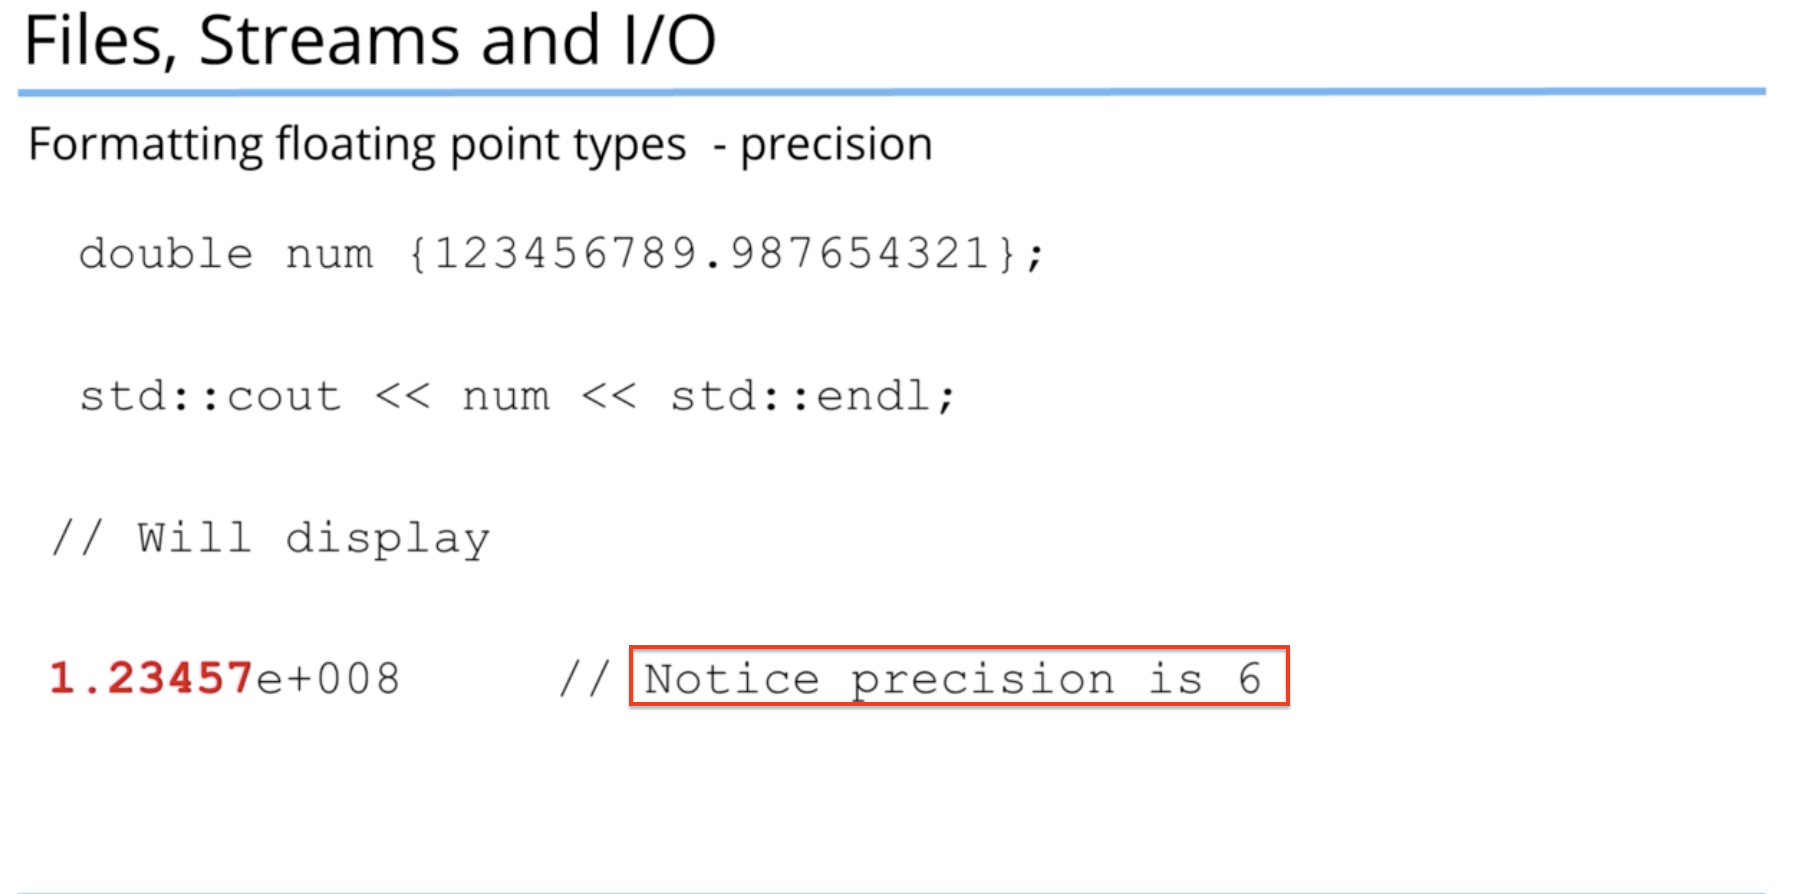 Files, Streams and I/O
Formatting floating point types - precision
double num {123456789.987654321};
std::cout << num << std::endl;
// Will display
1.23457e+008 // Notice precision is 6